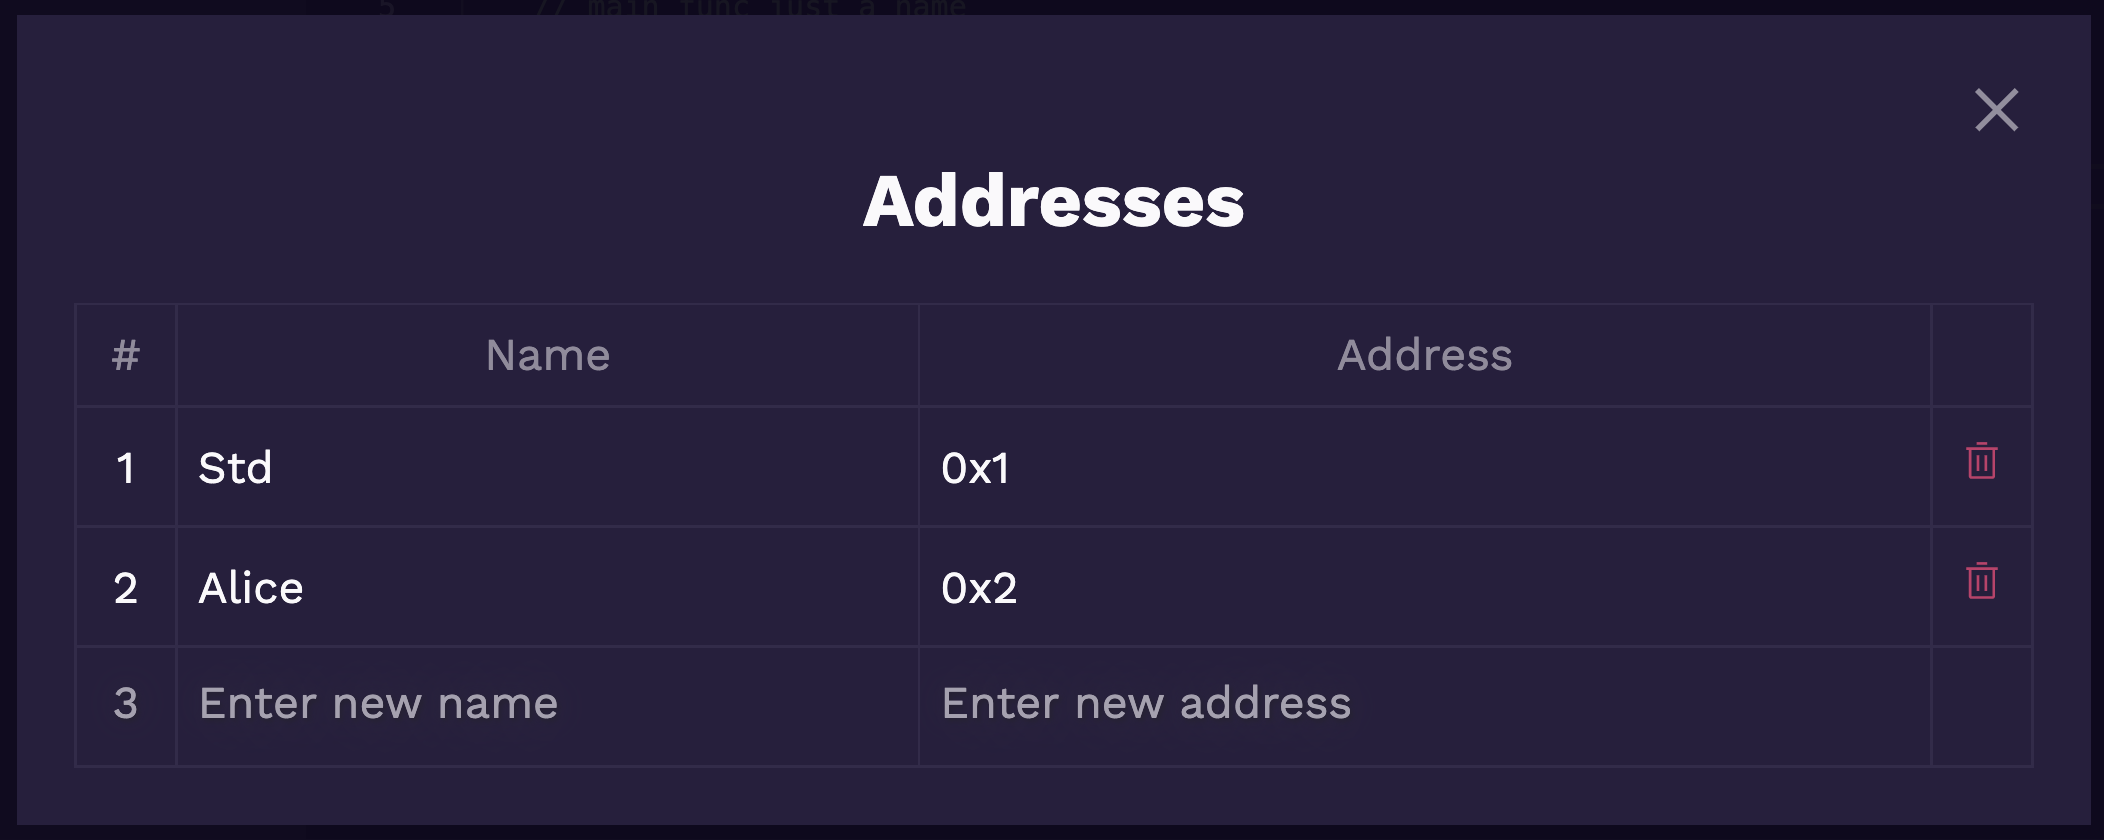 5 // main func just a name
Addresses
# Name Address
1 Std 0x1
2 Alice 0x2
3 Enter new name Enter new address